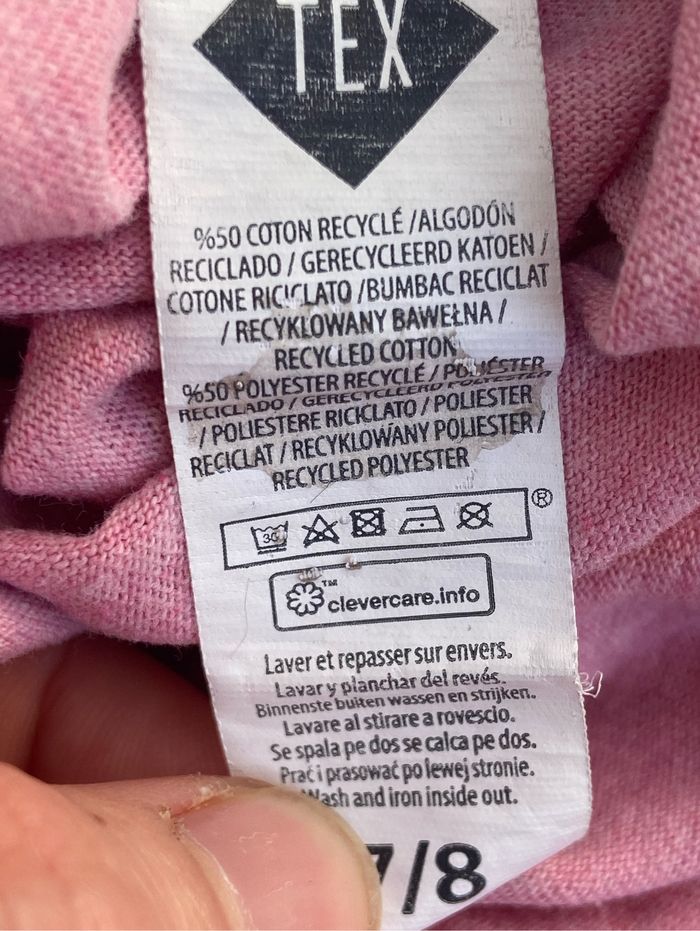 TEX
%50 COTON RECYCLÉ /ALGODÓN
RECICLADO / GERECYCLEERD KATOEN /
COTONE RICICLATO /BUMBAC RECICLAT
/ RECYKLOWANY BAWEŁNA /
RECYCLED COTTON
%50 POLYESTER RECYCLÉ / POLIÉSTER
RECICLADO / GERECYCLEERD POLYESTER
/ POLIESTERE RICICLATO / POLIESTER
RECICLAT / RECYKLOWANY POLIESTER /
RECYCLED POLYESTER
30 ®
™ clevercare.info
Laver et repasser sur envers.
Lavar y planchar del revés.
Binnenste buiten wassen en strijken.
Lavare al stirare a rovescio.
Se spala pe dos se calca pe dos.
Prać i prasować po lewej stronie.
Wash and iron inside out.
7/8